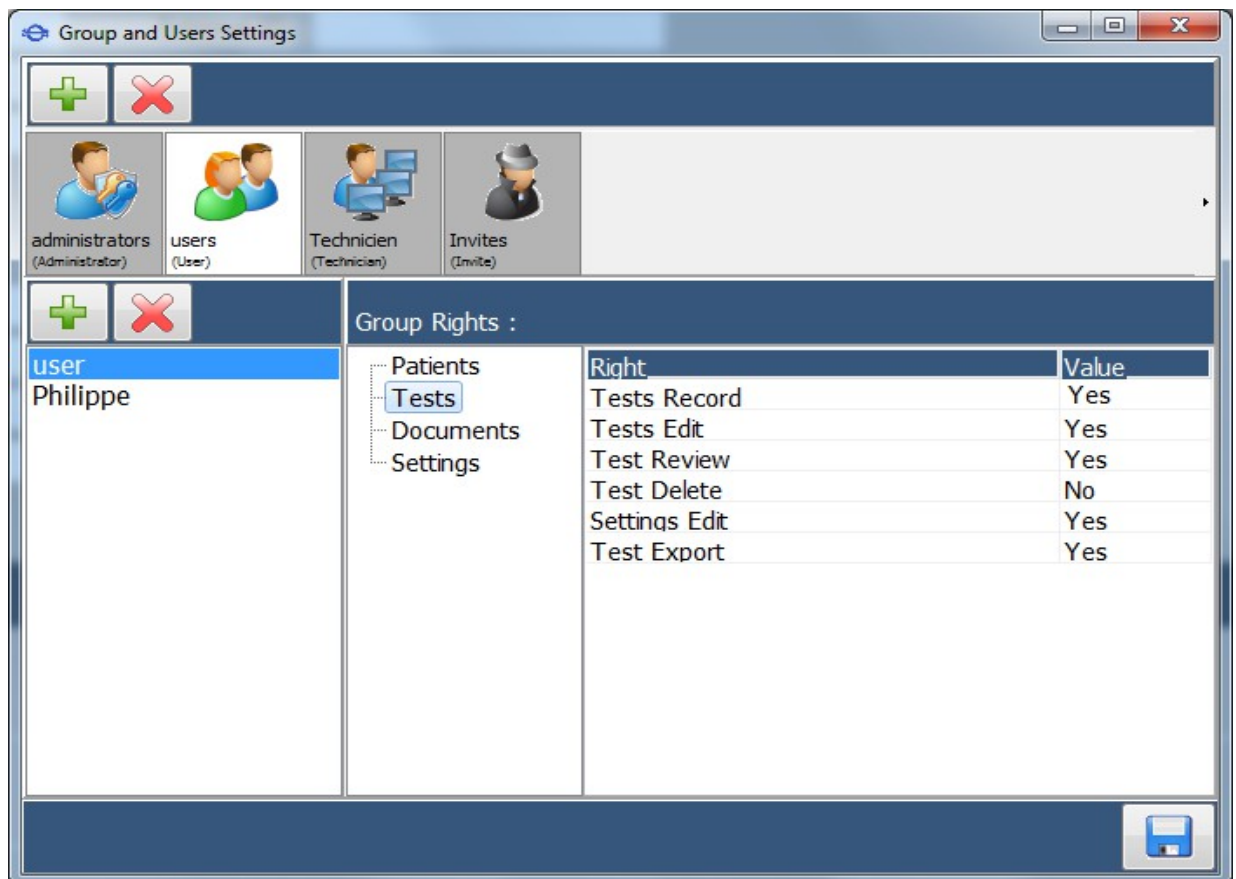 Group and Users Settings
administrators
(Administrator)
users
(User)
Technicien
(Technician)
Invites
(Invite)
Group Rights :
user
Philippe
Patients
Tests
Documents
Settings
Right Value
Tests Record Yes
Tests Edit Yes
Test Review Yes
Test Delete No
Settings Edit Yes
Test Export Yes